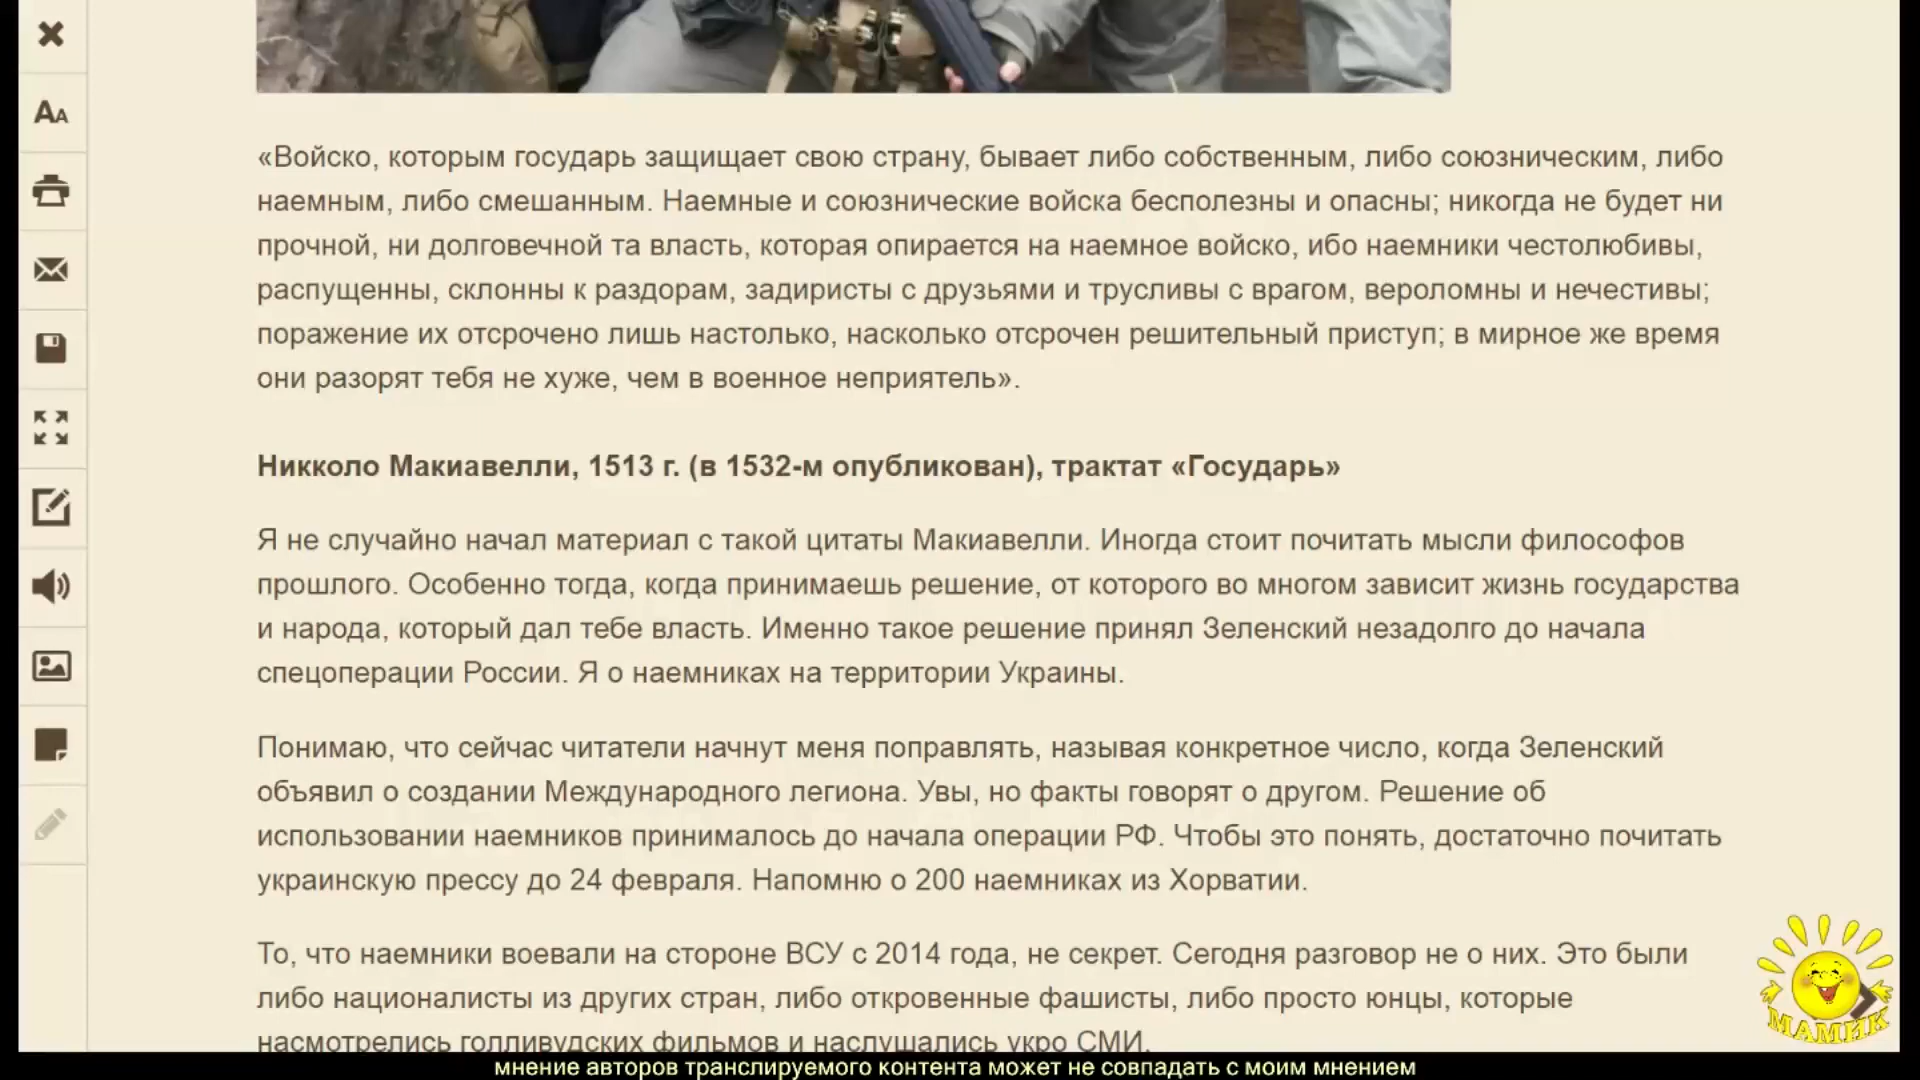 AA
«Войско, которым государь защищает свою страну, бывает либо собственным, либо союзническим, либо
наемным, либо смешанным. Наемные и союзнические войска бесполезны и опасны; никогда не будет ни
прочной, ни долговечной та власть, которая опирается на наемное войско, ибо наемники честолюбивы,
распущенны, склонны к раздорам, задиристы с друзьями и трусливы с врагом, вероломны и нечестивы;
поражение их отсрочено лишь настолько, насколько отсрочен решительный приступ; в мирное же время
они разорят тебя не хуже, чем в военное неприятель».
Никколо Макиавелли, 1513 г. (в 1532-м опубликован), трактат «Государь»
Я не случайно начал материал с такой цитаты Макиавелли. Иногда стоит почитать мысли философов
прошлого. Особенно тогда, когда принимаешь решение, от которого во многом зависит жизнь государства
и народа, который дал тебе власть. Именно такое решение принял Зеленский незадолго до начала
спецоперации России. Я о наемниках на территории Украины.
Понимаю, что сейчас читатели начнут меня поправлять, называя конкретное число, когда Зеленский
объявил о создании Международного легиона. Увы, но факты говорят о другом. Решение об
использовании наемников принималось до начала операции РФ. Чтобы это понять, достаточно почитать
украинскую прессу до 24 февраля. Напомню о 200 наемниках из Хорватии.
То, что наемники воевали на стороне ВСУ с 2014 года, не секрет. Сегодня разговор не о них. Это были
либо националисты из других стран, либо откровенные фашисты, либо просто юнцы, которые
насмотрелись голливудских фильмов и наслушались укро СМИ.
МАМИК
мнение авторов транслируемого контента может не совпадать с моим мнением